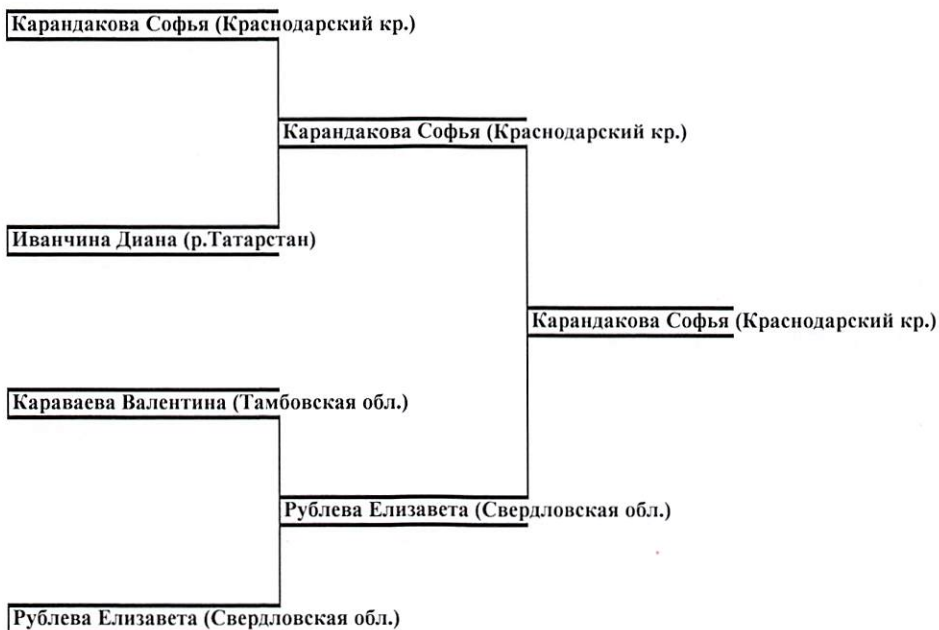 Карандакова Софья (Краснодарский кр.)
Карандакова Софья (Краснодарский кр.)
Иванчина Диана (р.Татарстан)
Карандакова Софья (Краснодарский кр.)
Караваева Валентина (Тамбовская обл.)
Рублева Елизавета (Свердловская обл.)
Рублева Елизавета (Свердловская обл.)